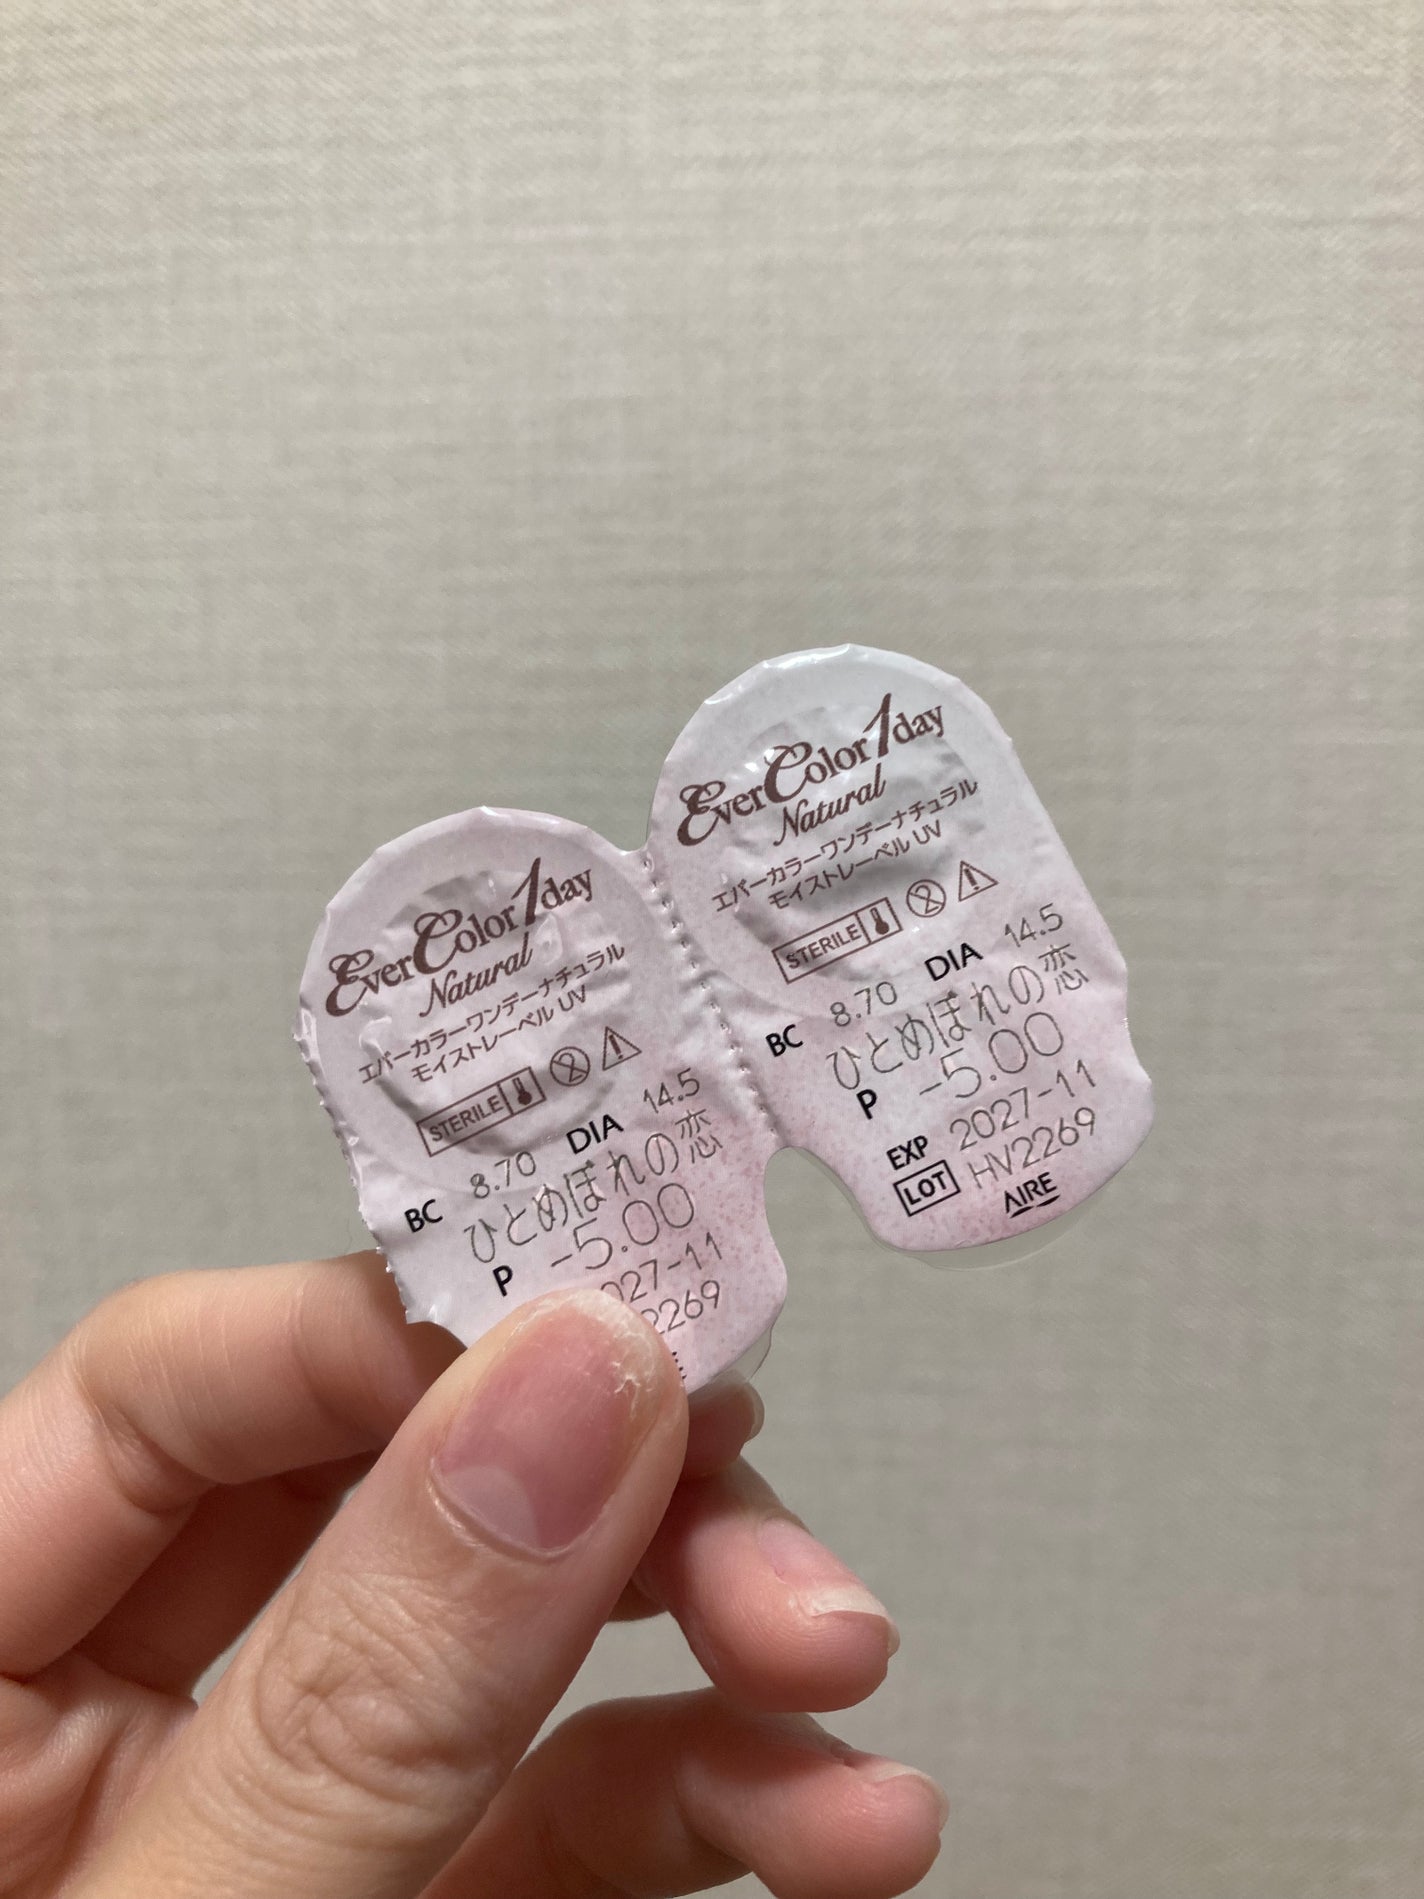 EverColor1day
Natural
エバーカラーワンデーナチュラル
モイストレーベル UV
STERILE
BC 8.70 DIA 14.5
ひとめぼれの恋
P -5.00
027-11
2269
EverColor1day
Natural
エバーカラーワンデーナチュラル
モイストレーベル UV
STERILE
2
BC 8.70 DIA 14.5
ひとめぼれの恋
P -5.00
EXP 2027-11
LOT HV2269
AIRE